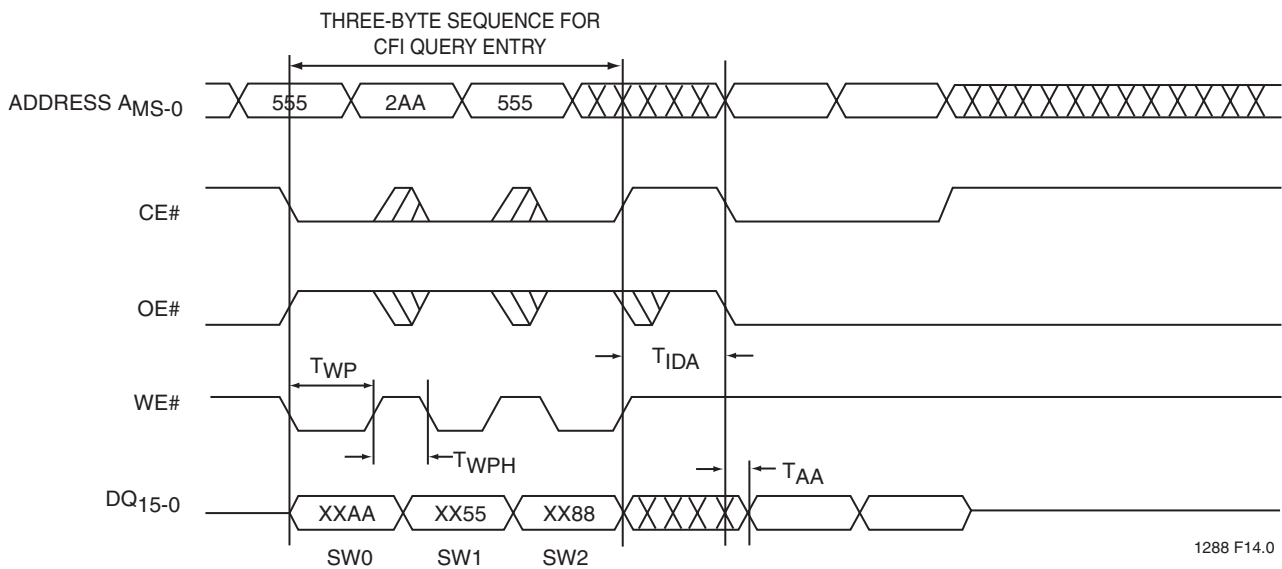 THREE-BYTE SEQUENCE FOR
CFI QUERY ENTRY
ADDRESS AMS-0
555
2AA
555
CE#
OE#
TIDA
TWP
WE#
TWPH
TAA
DQ15-0
XXAA
XX55
XX88
SW0
SW1
SW2
1288 F14.0